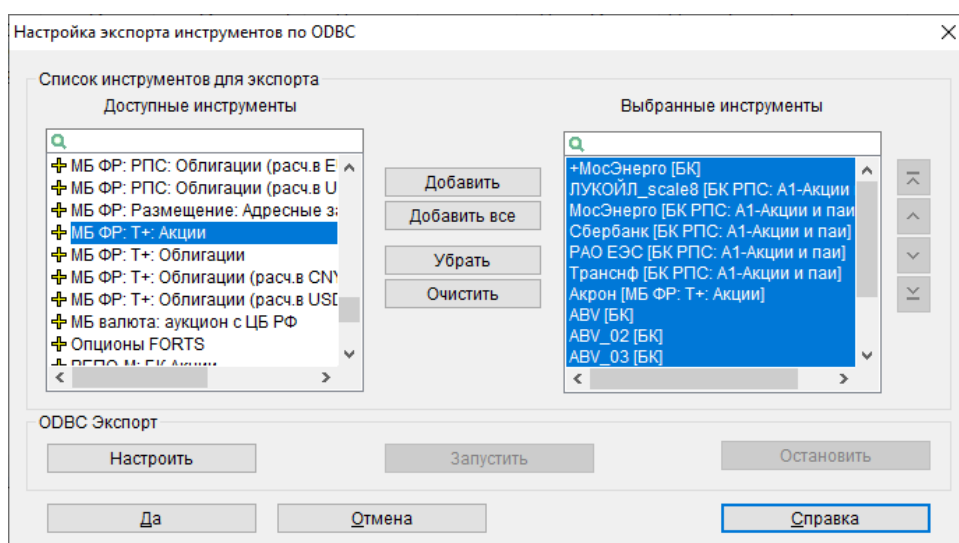 Настройка экспорта инструментов по ODBC
Список инструментов для экспорта
Доступные инструменты
Выбранные инструменты
МБ ФР: РПС: Облигации (расч.в E
МБ ФР: РПС: Облигации (расч.в U
МБ ФР: Размещение: Адресные за
МБ ФР: Т+: Акции
МБ ФР: Т+: Облигации
МБ ФР: Т+: Облигации (расч.в CNY
МБ ФР: Т+: Облигации (расч.в USD
МБ валюта: аукцион с ЦБ РФ
Опционы FORTS
РЕПО-М: БК Акции
Добавить
Добавить все
Убрать
Очистить
+МосЭнерго [БК]
ЛУКОЙЛ_scale8 [БК РПС: А1-Акции
МосЭнерго [БК РПС: А1-Акции и паи]
Сбербанк [БК РПС: А1-Акции и паи]
РАО ЕЭС [БК РПС: А1-Акции и паи]
Транснф [БК РПС: А1-Акции и паи]
Акрон [МБ ФР: Т+: Акции]
ABV [БК]
ABV_02 [БК]
ABV_03 [БК]
ODBC Экспорт
Настроить
Запустить
Остановить
Да
Отмена
Справка